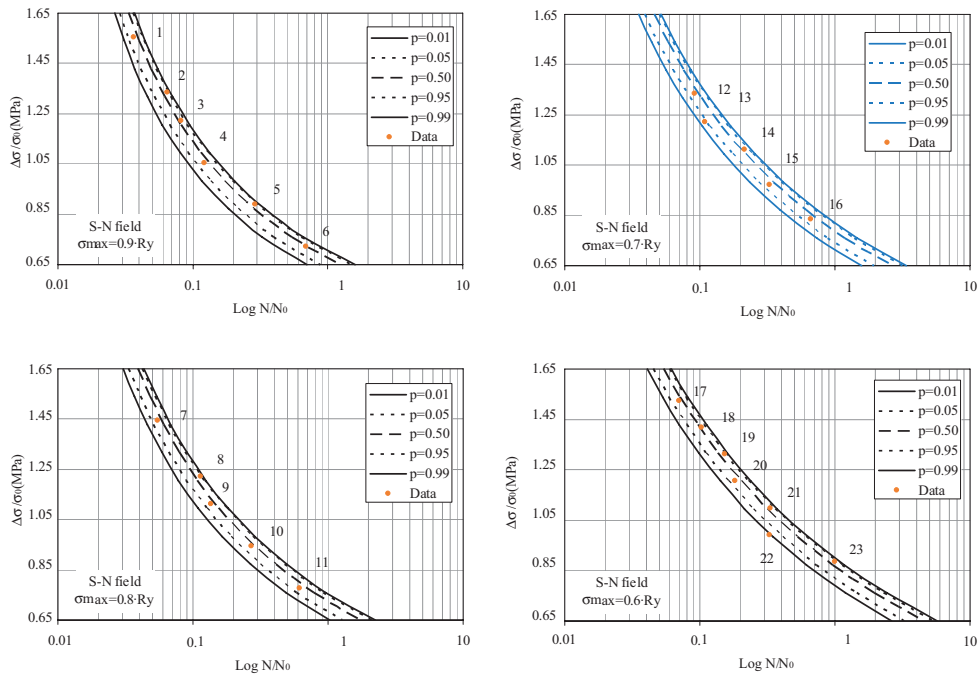 1.65
1.45
1.25
1.05
0.85
0.65
Δσ/σ₀(MPa)
1
2
3
4
5
6
p=0.01
p=0.05
p=0.50
p=0.95
p=0.99
Data
S-N field
σmax=0.9·Ry
0.01
0.1
1
10
Log N/N₀
1.65
1.45
1.25
1.05
0.85
0.65
Δσ/σ₀(MPa)
12
13
14
15
16
p=0.01
p=0.05
p=0.50
p=0.95
p=0.99
Data
S-N field
σmax=0.7·Ry
0.01
0.1
1
10
Log N/N₀
1.65
1.45
1.25
1.05
0.85
0.65
Δσ/σ₀(MPa)
7
8
9
10
11
p=0.01
p=0.05
p=0.50
p=0.95
p=0.99
Data
S-N field
σmax=0.8·Ry
0.01
0.1
1
10
Log N/N₀
1.65
1.45
1.25
1.05
0.85
0.65
Δσ/σ₀(MPa)
17
18
19
20
21
22
23
p=0.01
p=0.05
p=0.50
p=0.95
p=0.99
Data
S-N field
σmax=0.6·Ry
0.01
0.1
1
10
Log N/N₀